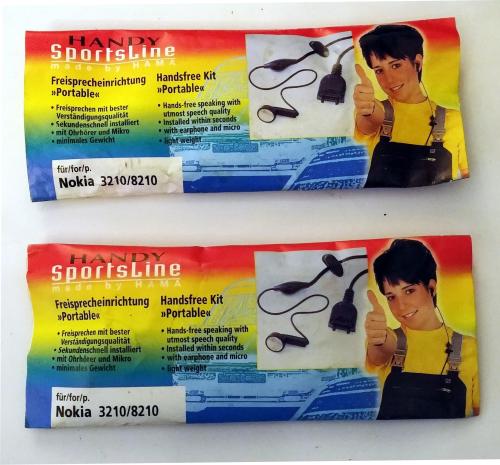 HANDY
SportsLine
made by HAMA
Freisprecheinrichtung
»Portable«
• Freisprechen mit bester
Verständigungsqualität
• Sekundenschnell installiert
• mit Ohrhörer und Mikro
• minimales Gewicht
Handsfree Kit
»Portable«
• Hands-free speaking with
utmost speech quality
• Installed within seconds
• with earphone and micro
• light weight
für/for/p.
Nokia 3210/8210
HANDY
SportsLine
made by HAMA
Freisprecheinrichtung
»Portable«
• Freisprechen mit bester
Verständigungsqualität
• Sekundenschnell installiert
• mit Ohrhörer und Mikro
• minimales Gewicht
Handsfree Kit
»Portable«
• Hands-free speaking with
utmost speech quality
• Installed within seconds
• with earphone and micro
• light weight
für/for/p.
Nokia 3210/8210